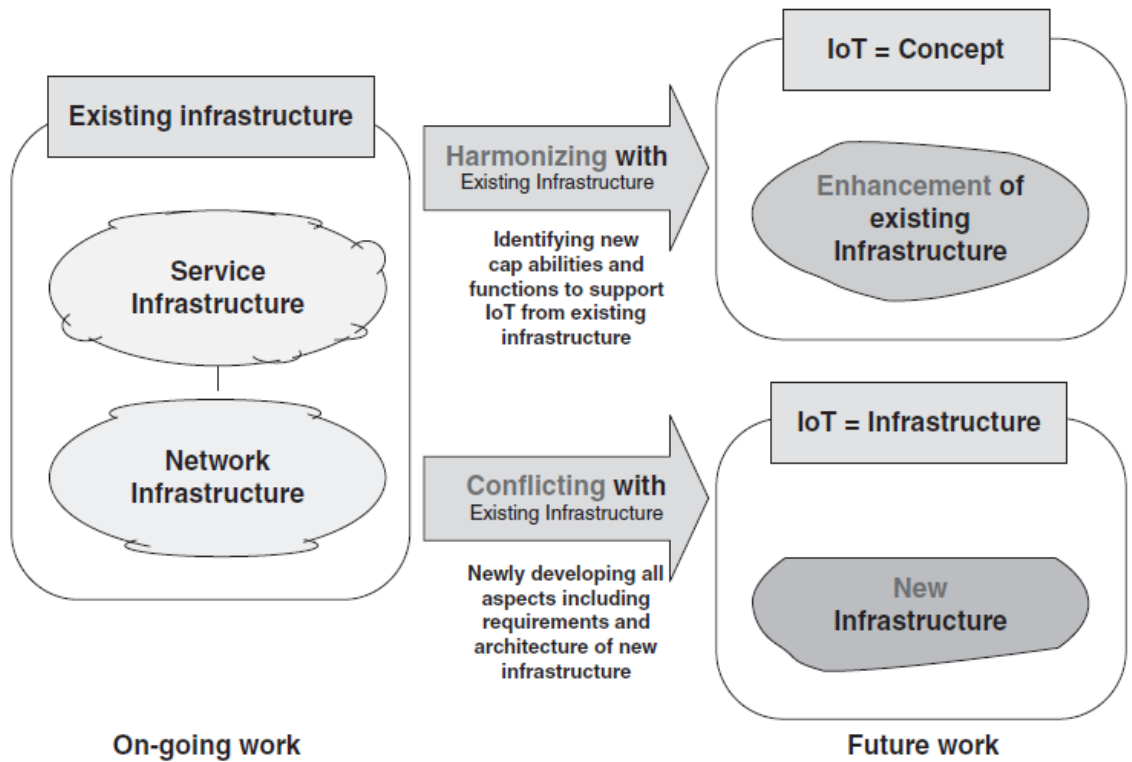 Existing infrastructure
Service
Infrastructure
Network
Infrastructure
On-going work
Harmonizing with
Existing Infrastructure
Identifying new
cap abilities and
functions to support
IoT from existing
infrastructure
Conflicting with
Existing Infrastructure
Newly developing all
aspects including
requirements and
architecture of new
infrastructure
IoT = Concept
Enhancement of
existing
Infrastructure
IoT = Infrastructure
New
Infrastructure
Future work